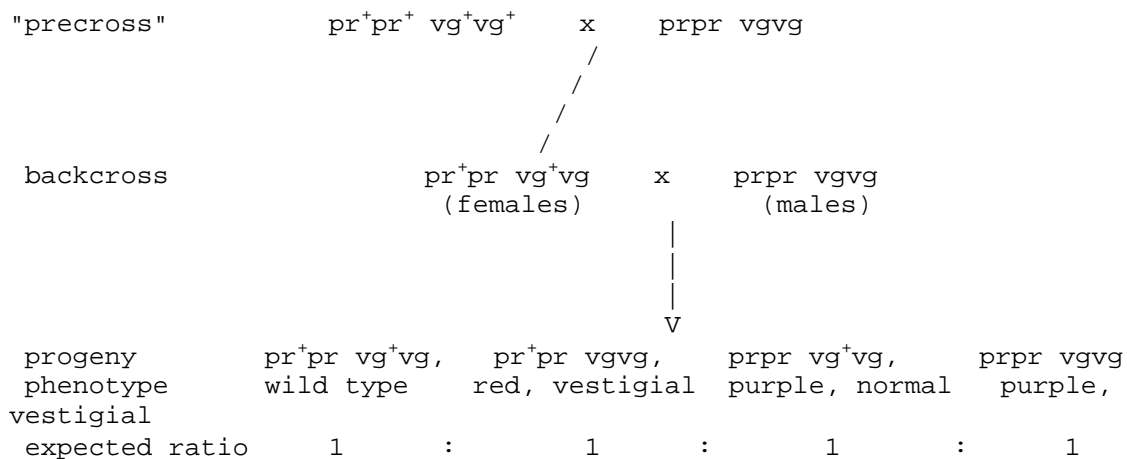 "precross" pr⁺pr⁺ vg⁺vg⁺ x prpr vgvg
/
/
/
/
backcross pr⁺pr vg⁺vg x prpr vgvg
(females) (males)
|
|
|
V
progeny pr⁺pr vg⁺vg, pr⁺pr vgvg, prpr vg⁺vg, prpr vgvg
phenotype wild type red, vestigial purple, normal purple,
vestigial
expected ratio 1 : 1 : 1 : 1